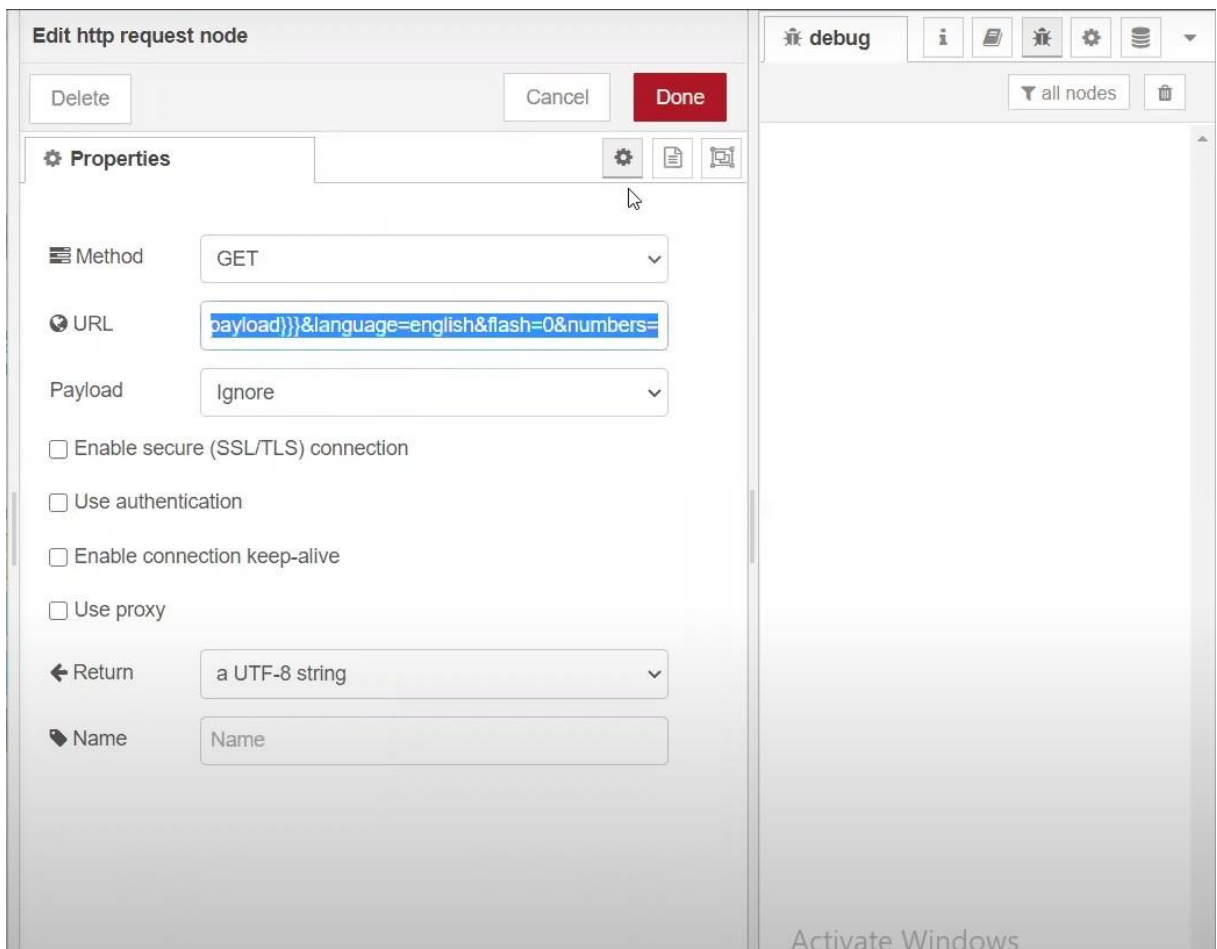 Edit http request node
debug
Delete
Cancel
Done
all nodes
Properties
Method
GET
URL
payload}}}&language=english&flash=0&numbers=
Payload
Ignore
Enable secure (SSL/TLS) connection
Use authentication
Enable connection keep-alive
Use proxy
Return
a UTF-8 string
Name
Name
Activate Windows